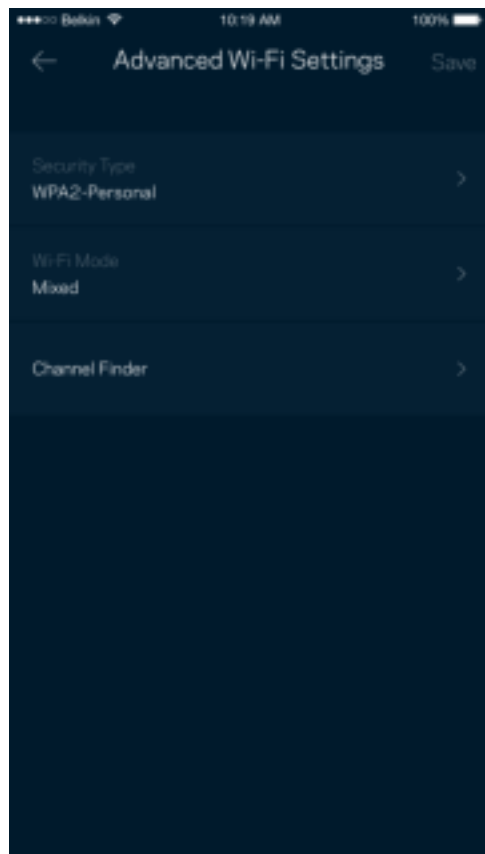 Belkin 10:19 AM 100%
Advanced Wi-Fi Settings Save
Security Type
WPA2-Personal
Wi-Fi Mode
Mixed
Channel Finder